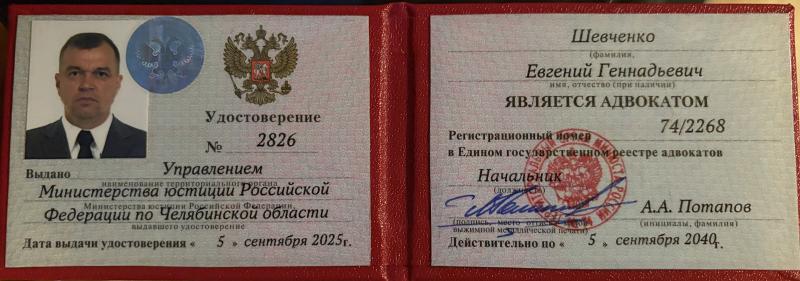 Удостоверение
№ 2826
Выдано Управлением
наименование территориального органа
Министерства юстиции Российской
Министерства юстиции Российской Федерации,
Федерации по Челябинской области
выдавшего удостоверение
Дата выдачи удостоверения « 5 » сентября 2025г.
Шевченко
(фамилия,
Евгений Геннадьевич
имя, отчество (при наличии)
ЯВЛЯЕТСЯ АДВОКАТОМ
Регистрационный номер 74/2268
в Едином государственном реестре адвокатов
Начальник
(должность)
А.А. Потапов
(подпись, место оттиска
(инициалы, фамилия)
выжимной металлической печати)
Действительно по « 5 » сентября 2040г.